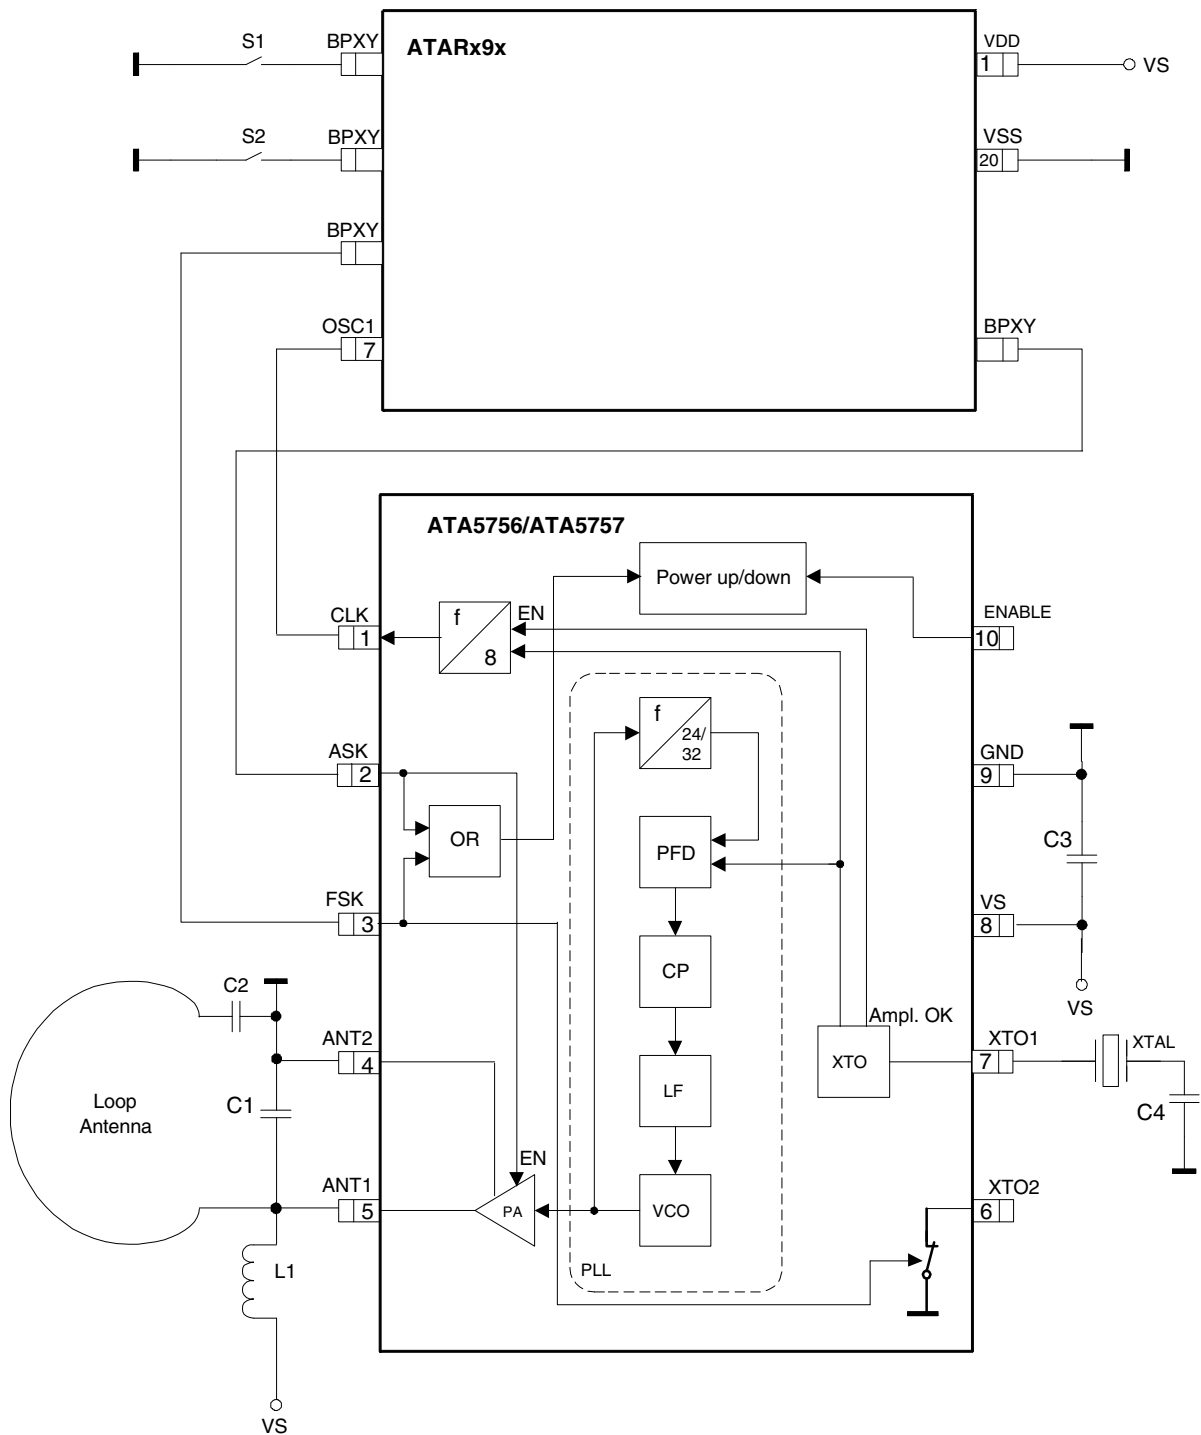 S1
BPXY
ATARx9x
VDD
1
VS
S2
BPXY
VSS
20
BPXY
OSC1
7
BPXY
ATA5756/ATA5757
Power up/down
CLK
1
f
8
EN
ENABLE
10
f
24/
32
ASK
2
GND
9
OR
PFD
C3
FSK
3
VS
8
CP
C2
VS
Ampl. OK
ANT2
4
XTO
XTO1
7
XTAL
LF
C1
C4
Loop
Antenna
EN
ANT1
5
PA
VCO
XTO2
6
L1
PLL
VS